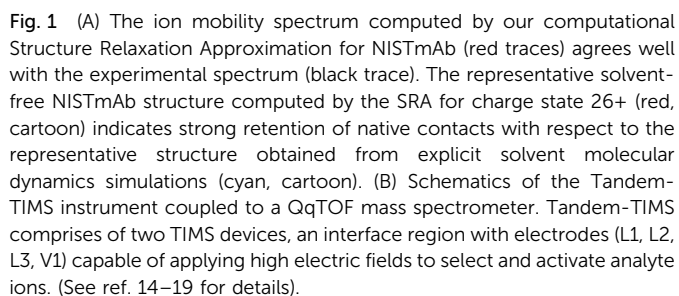 Fig. 1 (A) The ion mobility spectrum computed by our computational
Structure Relaxation Approximation for NISTmAb (red traces) agrees well
with the experimental spectrum (black trace). The representative solvent-
free NISTmAb structure computed by the SRA for charge state 26+ (red,
cartoon) indicates strong retention of native contacts with respect to the
representative structure obtained from explicit solvent molecular
dynamics simulations (cyan, cartoon). (B) Schematics of the Tandem-
TIMS instrument coupled to a QqTOF mass spectrometer. Tandem-TIMS
comprises of two TIMS devices, an interface region with electrodes (L1, L2,
L3, V1) capable of applying high electric fields to select and activate analyte
ions. (See ref. 14–19 for details).